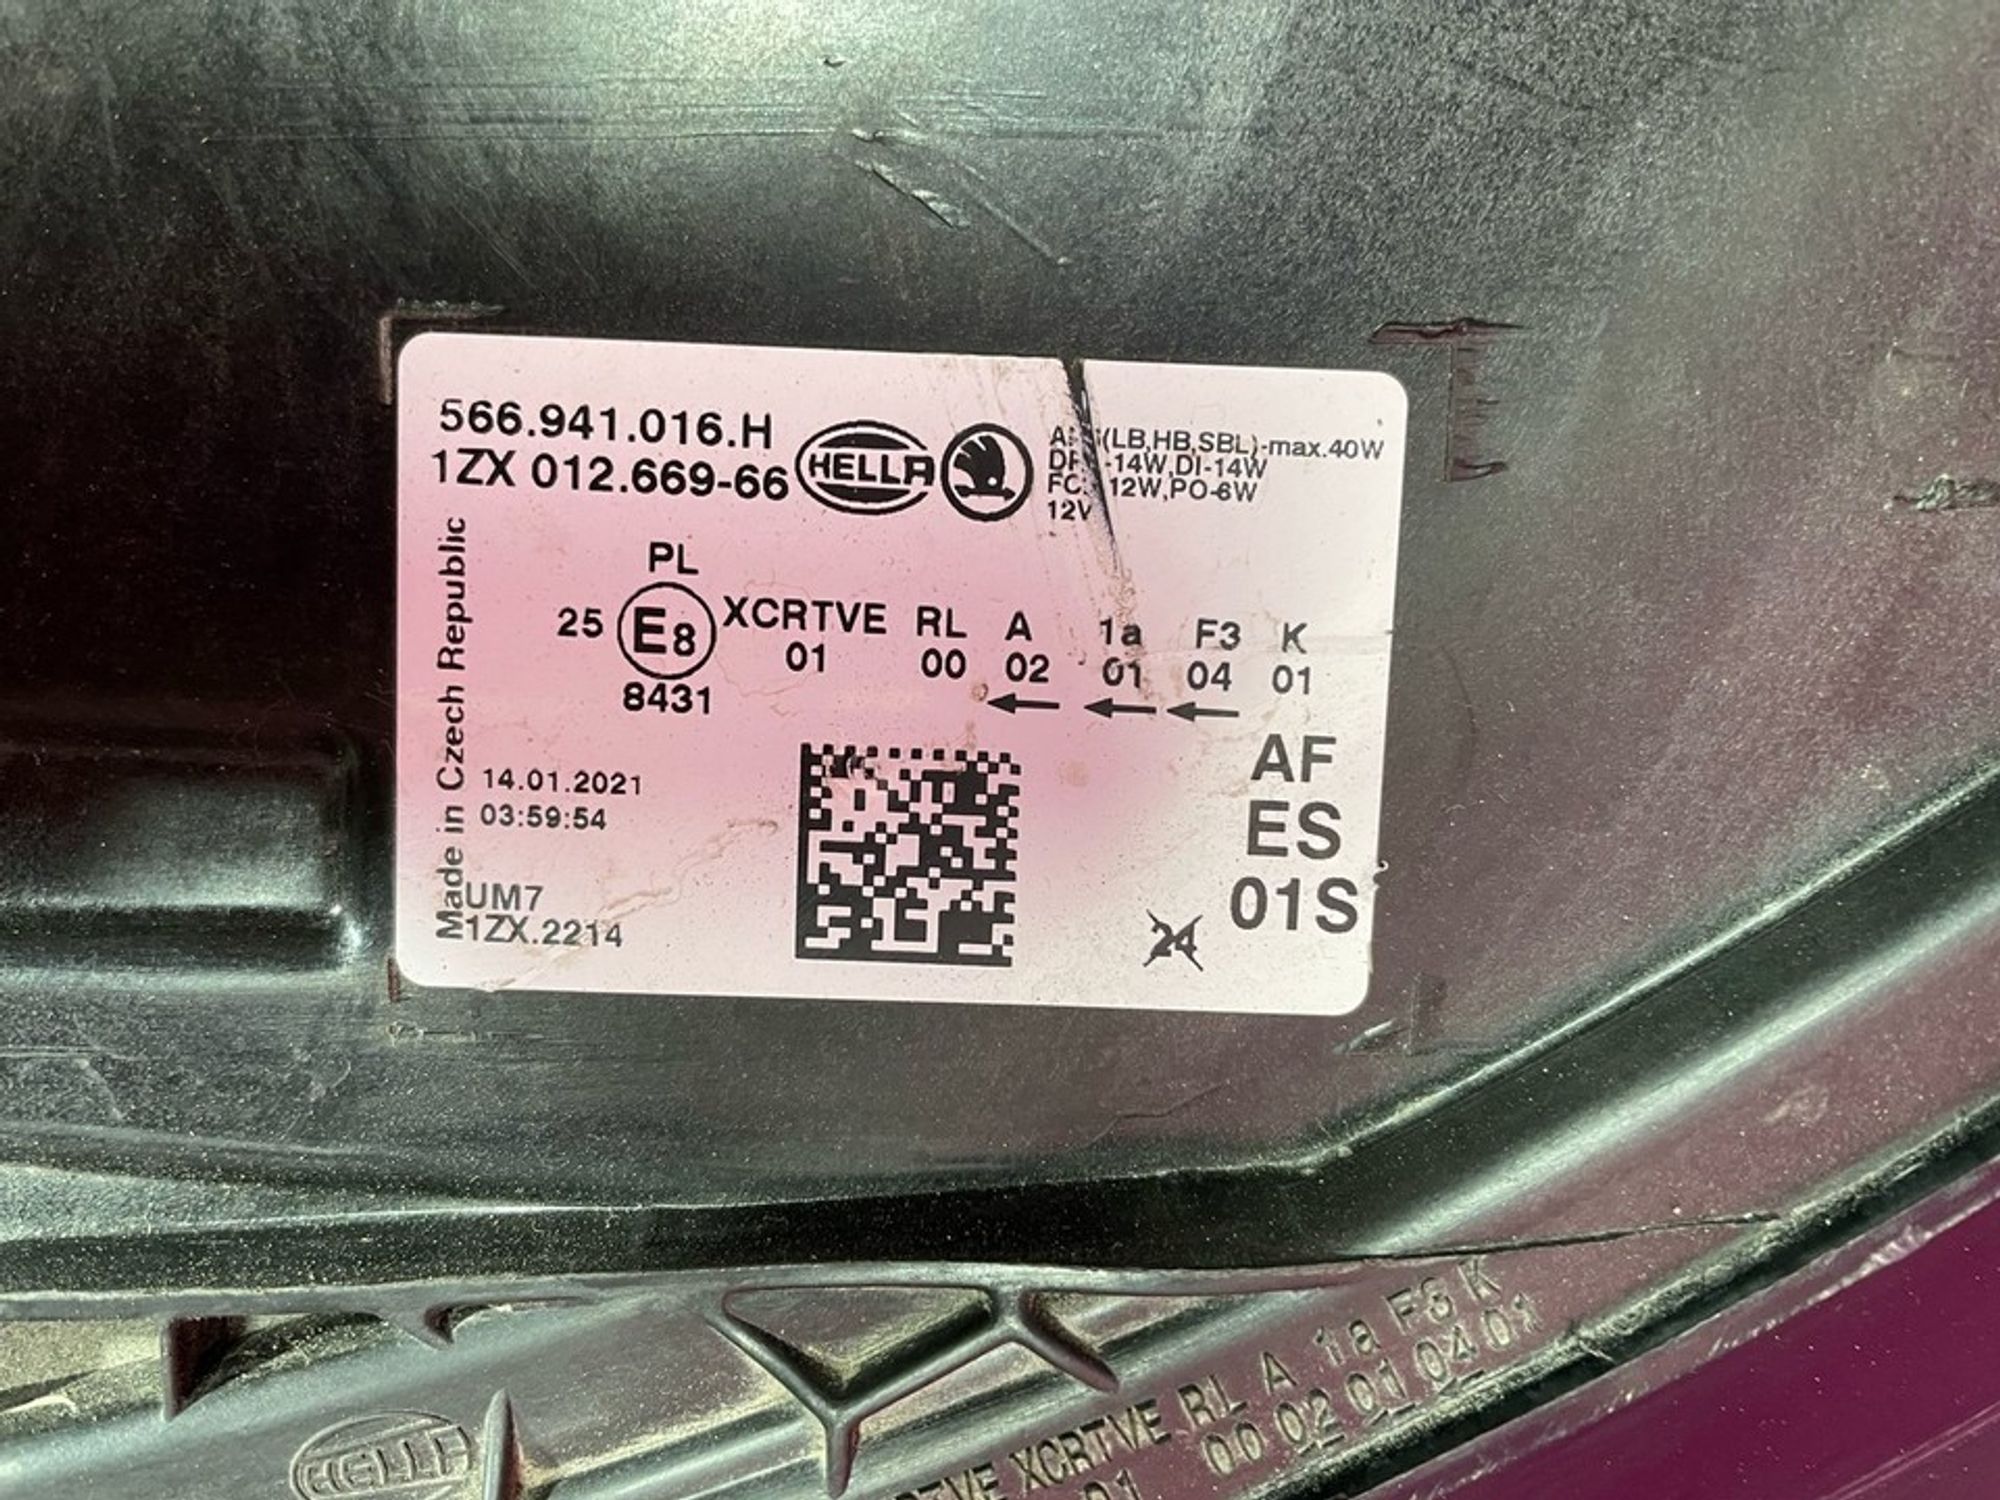 566.941.016.H
1ZX 012.669-66
HELLA
(LB,HB,SBL)-max.40W
-14W,DI-14W
12W,PO-6W
12V
Made in Czech Republic
PL
25 E8 XCRTVE RL A 1a F3 K
01 00 02 01 04 01
8431
14.01.2021
03:59:54
UM7
1ZX.2214
AF
ES
01S
24
HELLA
XCRTVE RL A 1a F3 K
01 00 02 01 04 01